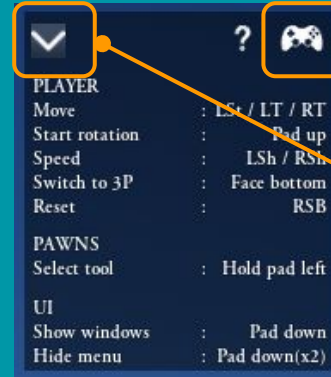 ?
PLAYER
Move : LSt / LT / RT
Start rotation : Pad up
Speed : LSh / RSh
Switch to 3P : Face bottom
Reset : RSB
PAWNS
Select tool : Hold pad left
UI
Show windows : Pad down
Hide menu : Pad down(x2)